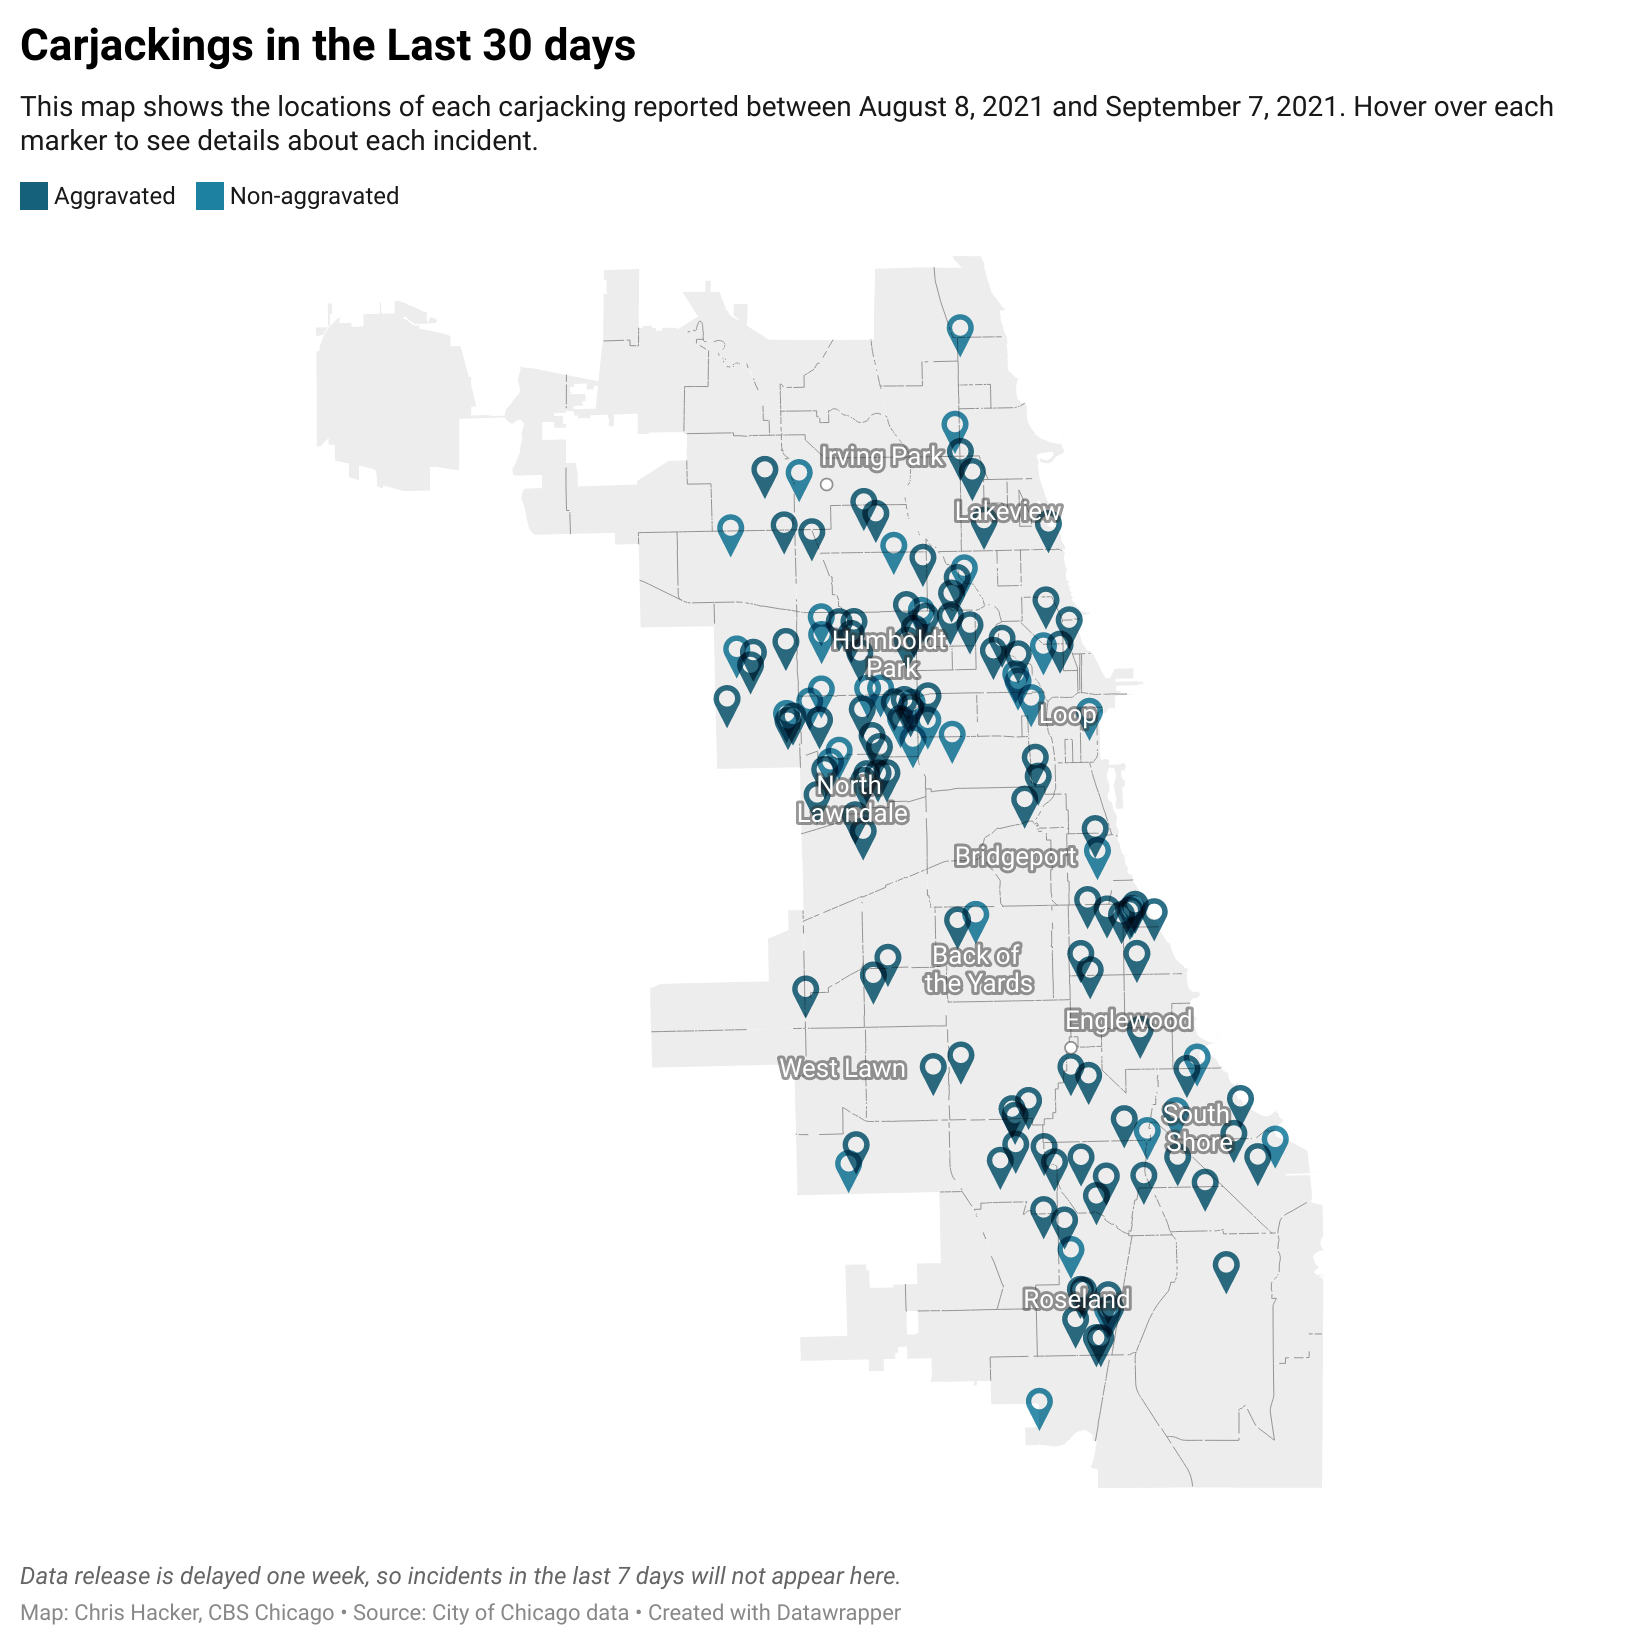 Carjackings in the Last 30 days
This map shows the locations of each carjacking reported between August 8, 2021 and September 7, 2021. Hover over each
marker to see details about each incident.
Aggravated Non-aggravated
Irving Park
Lakeview
Humboldt
Park
Loop
North
Lawndale
Bridgeport
Back of
the Yards
Englewood
West Lawn
South
Shore
Roseland
Data release is delayed one week, so incidents in the last 7 days will not appear here.
Map: Chris Hacker, CBS Chicago • Source: City of Chicago data • Created with Datawrapper